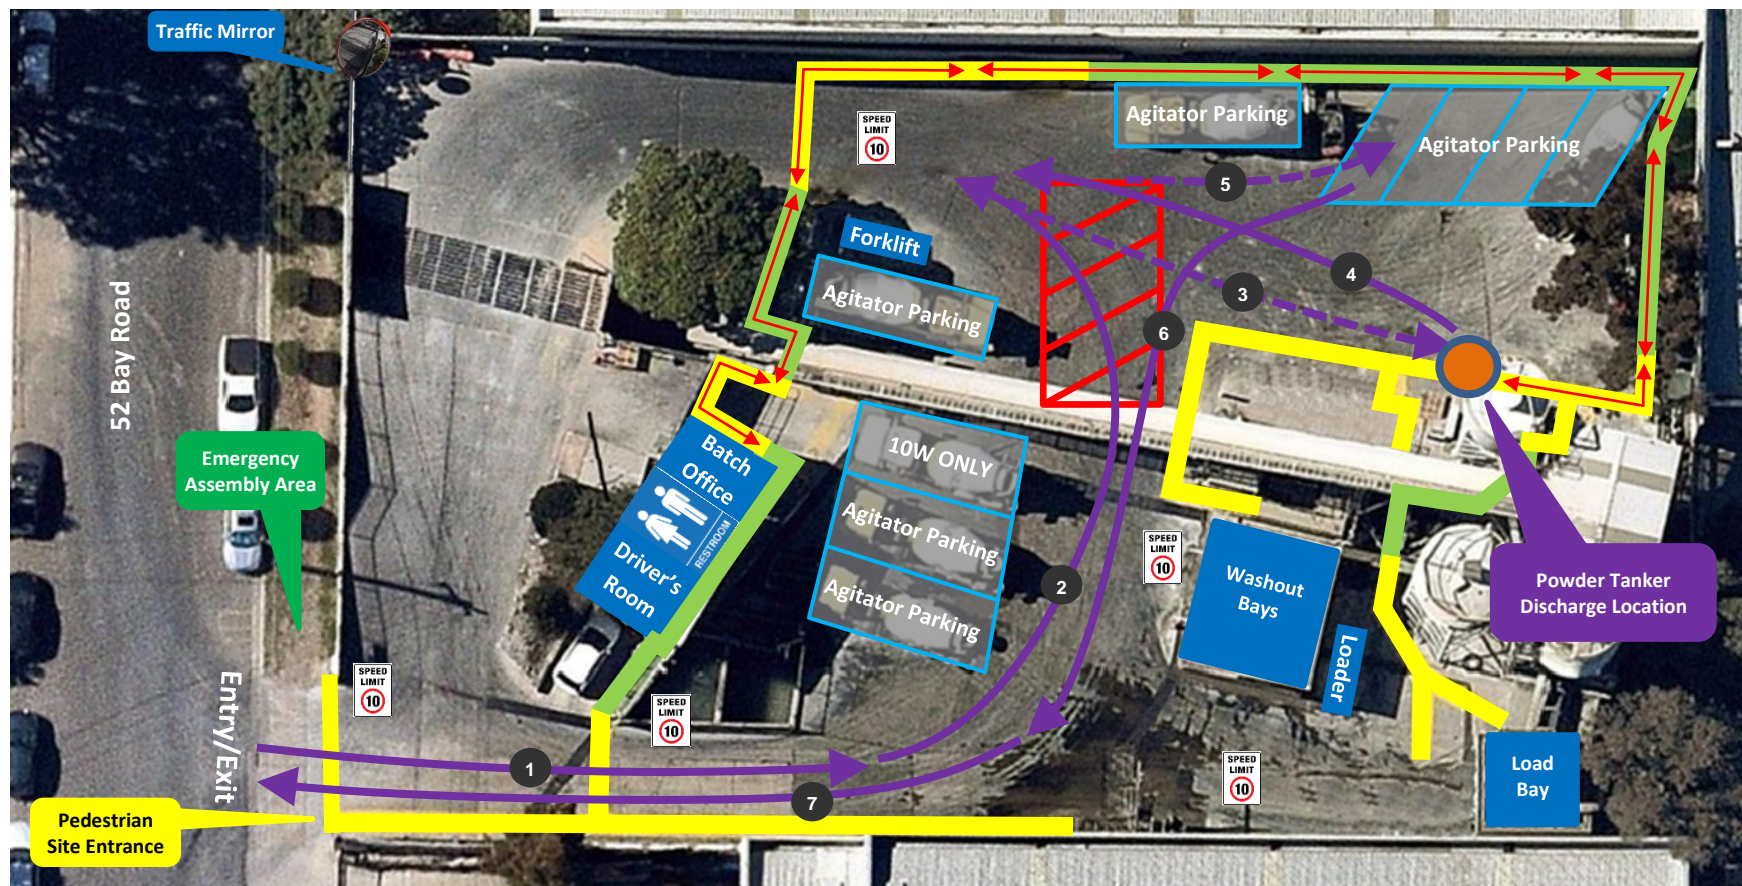 Traffic Mirror
SPEED
LIMIT
10
Agitator Parking
Agitator Parking
5
Forklift
Agitator Parking
4
3
6
52 Bay Road
Emergency
Assembly Area
Batch
Office
RESTROOM
Driver's
Room
10W ONLY
Agitator Parking
Agitator Parking
2
SPEED
LIMIT
10
Washout
Bays
Loader
Powder Tanker
Discharge Location
Entry/Exit
SPEED
LIMIT
10
SPEED
LIMIT
10
1
7
SPEED
LIMIT
10
Load
Bay
Pedestrian
Site Entrance